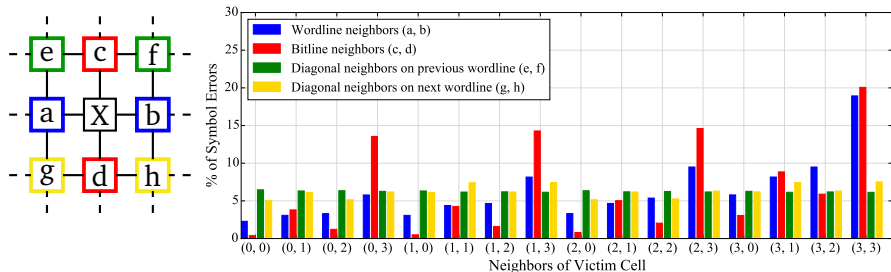 e c f
a X b
g d h
30
25
20
15
10
5
0
% of Symbol Errors
Wordline neighbors (a, b)
Bitline neighbors (c, d)
Diagonal neighbors on previous wordline (e, f)
Diagonal neighbors on next wordline (g, h)
(0, 0) (0, 1) (0, 2) (0, 3) (1, 0) (1, 1) (1, 2) (1, 3) (2, 0) (2, 1) (2, 2) (2, 3) (3, 0) (3, 1) (3, 2) (3, 3)
Neighbors of Victim Cell